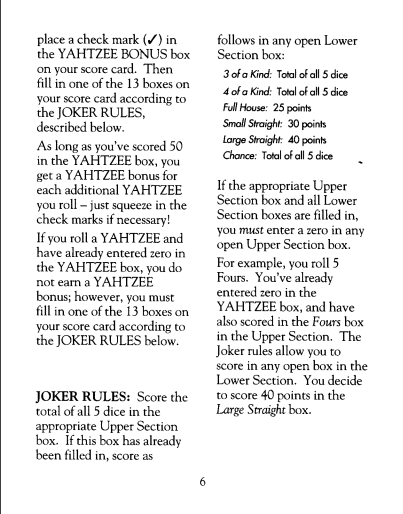 place a check mark (✓) in
the YAHTZEE BONUS box
on your score card. Then
fill in one of the 13 boxes on
your score card according to
the JOKER RULES,
described below.
As long as you've scored 50
in the YAHTZEE box, you
get a YAHTZEE bonus for
each additional YAHTZEE
you roll – just squeeze in the
check marks if necessary!
If you roll a YAHTZEE and
have already entered zero in
the YAHTZEE box, you do
not earn a YAHTZEE
bonus; however, you must
fill in one of the 13 boxes on
your score card according to
the JOKER RULES below.
JOKER RULES: Score the
total of all 5 dice in the
appropriate Upper Section
box. If this box has already
been filled in, score as
follows in any open Lower
Section box:
3 of a Kind: Total of all 5 dice
4 of a Kind: Total of all 5 dice
Full House: 25 points
Small Straight: 30 points
Large Straight: 40 points
Chance: Total of all 5 dice
If the appropriate Upper
Section box and all Lower
Section boxes are filled in,
you must enter a zero in any
open Upper Section box.
For example, you roll 5
Fours. You've already
entered zero in the
YAHTZEE box, and have
also scored in the Fours box
in the Upper Section. The
Joker rules allow you to
score in any open box in the
Lower Section. You decide
to score 40 points in the
Large Straight box.
6